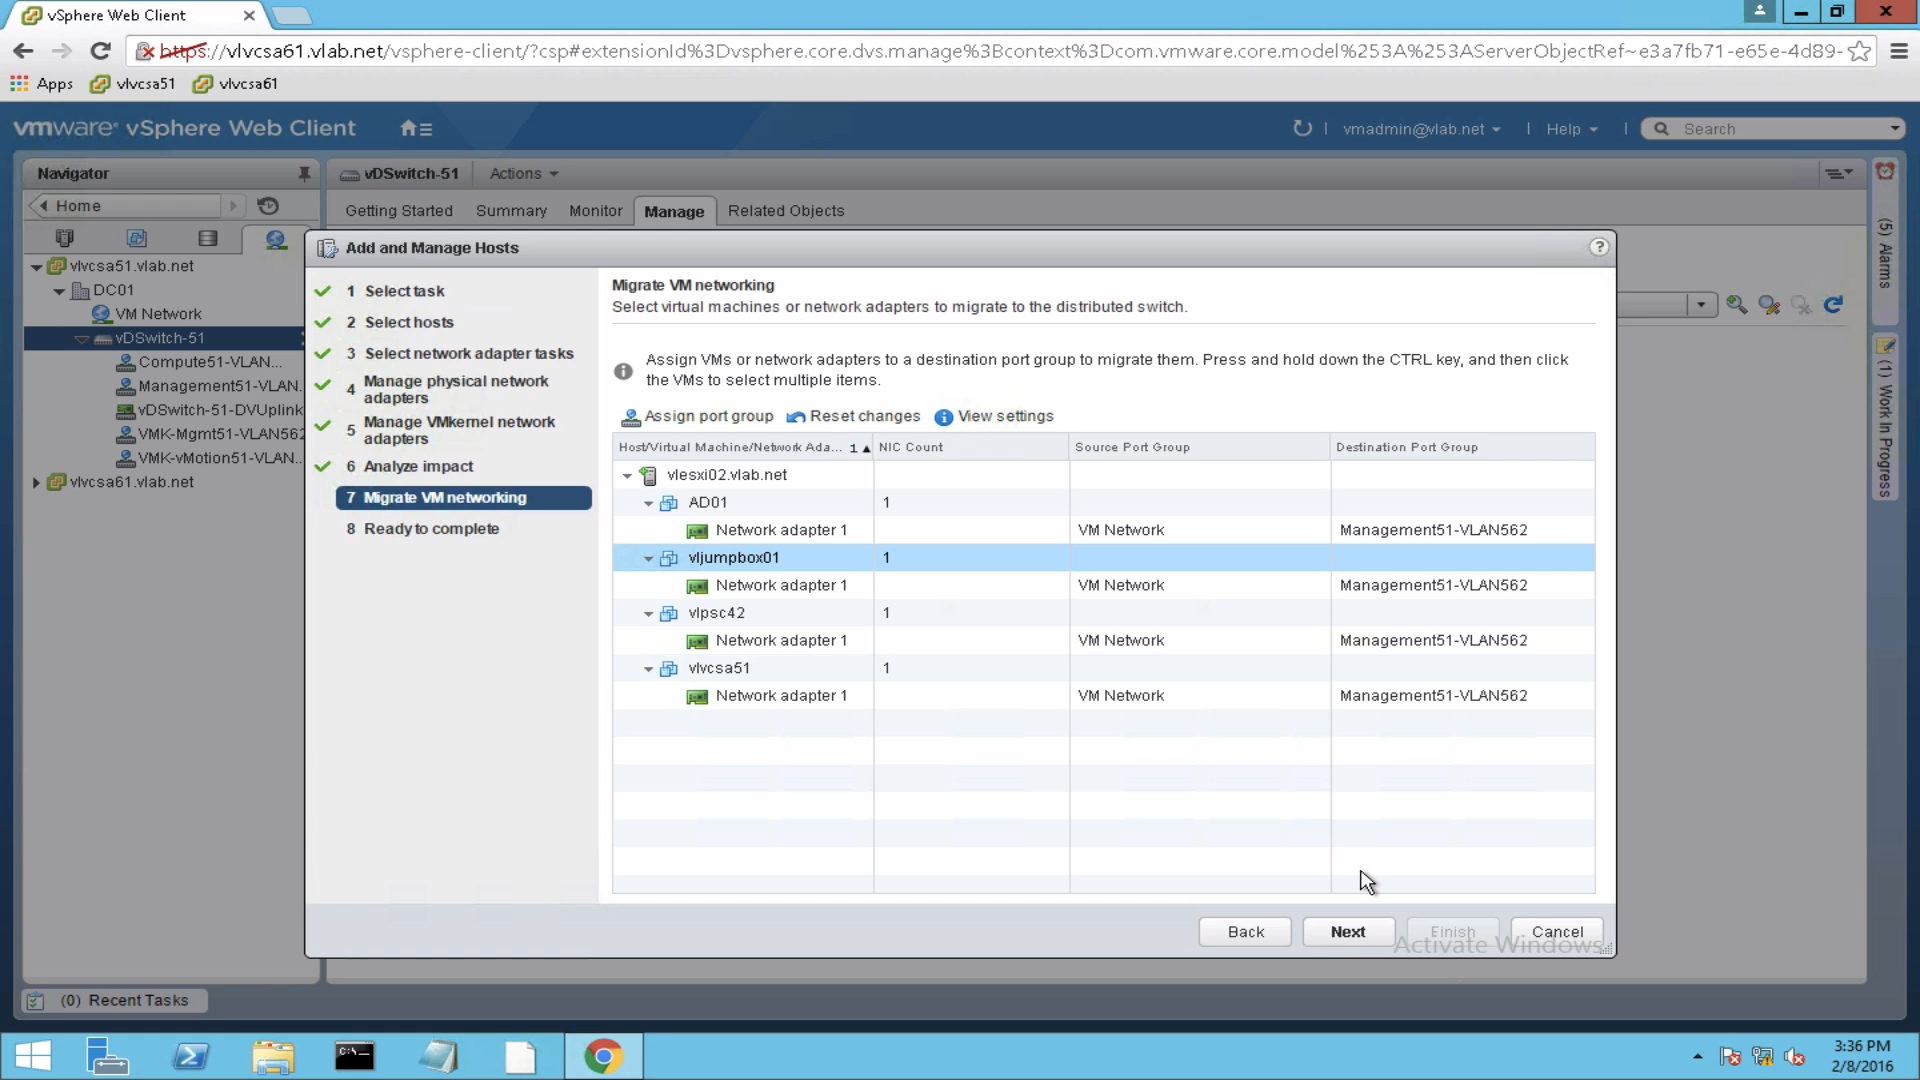 vSphere Web Client
https://vlvcsa61.vlab.net/vsphere-client/?csp#extensionId%3Dvsphere.core.dvs.manage%3Bcontext%3Dcom.vmware.core.model%253A%253AServerObjectRef~e3a7fb71-e65e-4d89-
Apps vlvcsa51 vlvcsa61
vmware® vSphere Web Client
vmadmin@vlab.net | Help | Search
Navigator
Home
vlvcsa51.vlab.net
DC01
VM Network
vDSwitch-51
Compute51-VLAN...
Management51-VLAN...
vDSwitch-51-DVUplink
VMK-Mgmt51-VLAN562
VMK-vMotion51-VLAN...
vlvcsa61.vlab.net
vDSwitch-51 Actions
Getting Started Summary Monitor Manage Related Objects
Add and Manage Hosts
?
1 Select task
2 Select hosts
3 Select network adapter tasks
4 Manage physical network
adapters
5 Manage VMkernel network
adapters
6 Analyze impact
7 Migrate VM networking
8 Ready to complete
Migrate VM networking
Select virtual machines or network adapters to migrate to the distributed switch.
Assign VMs or network adapters to a destination port group to migrate them. Press and hold down the CTRL key, and then click
the VMs to select multiple items.
Assign port group Reset changes View settings
Host/Virtual Machine/Network Ada... 1 ▲ NIC Count Source Port Group Destination Port Group
vlesxi02.vlab.net
AD01 1
Network adapter 1 VM Network Management51-VLAN562
vljumpbox01 1
Network adapter 1 VM Network Management51-VLAN562
vlpsc42 1
Network adapter 1 VM Network Management51-VLAN562
vlvcsa51 1
Network adapter 1 VM Network Management51-VLAN562
Back Next Finish Cancel
Activate Windows
(5) Alarms
(1) Work In Progress
(0) Recent Tasks
C:\
3:36 PM
2/8/2016